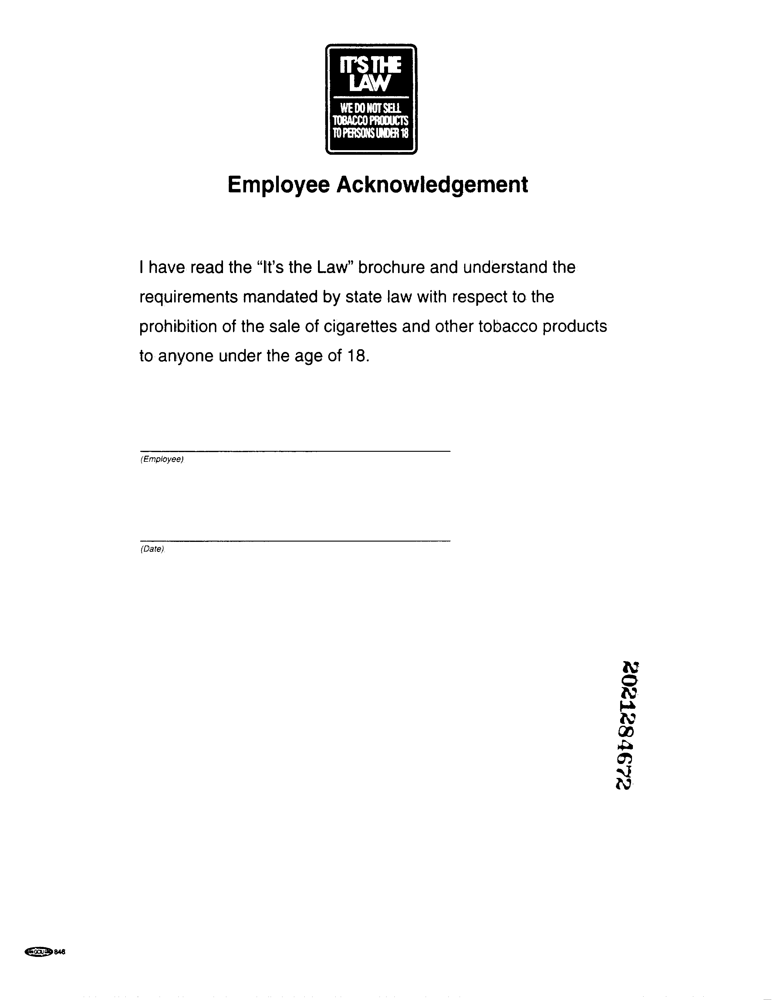 IT'S THE
LAW
WE DO NOT SELL
TOBACCO PRODUCTS
TO PERSONS UNDER 18
Employee Acknowledgement
I have read the “It's the Law” brochure and understand the
requirements mandated by state law with respect to the
prohibition of the sale of cigarettes and other tobacco products
to anyone under the age of 18.
(Employee)
(Date)
2021284672